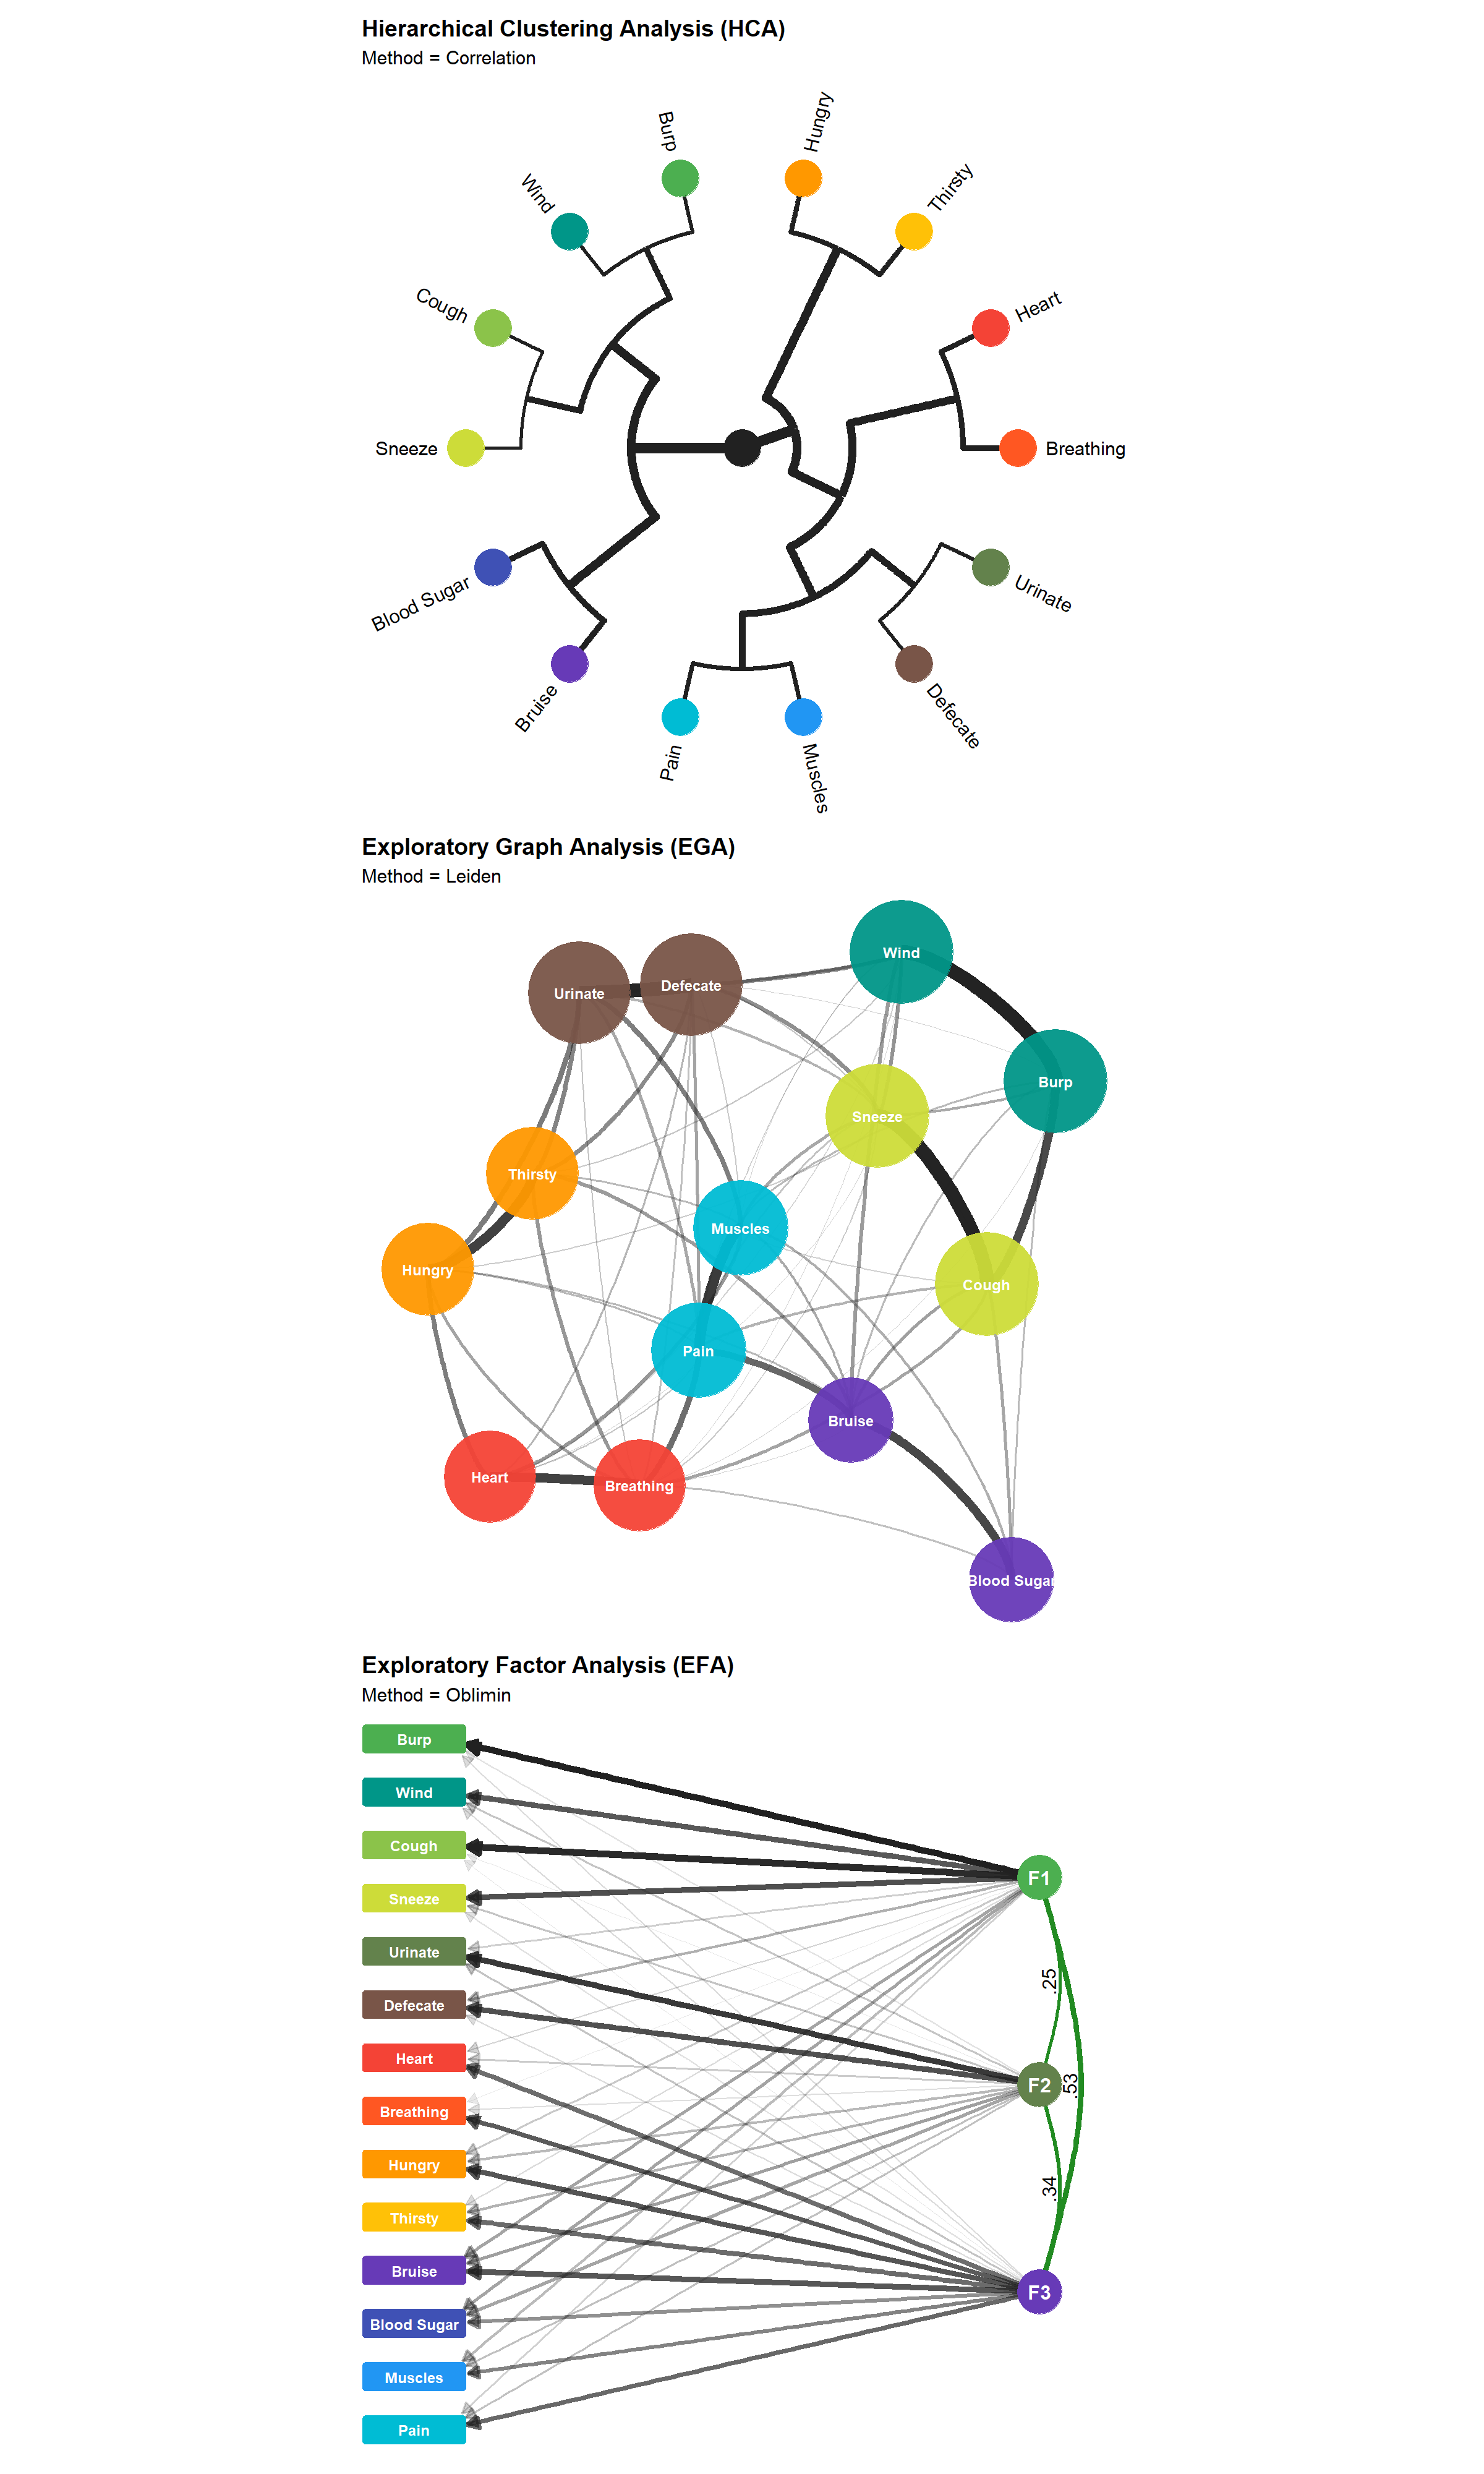 Hierarchical Clustering Analysis (HCA)
Method = Correlation
Burp
Hungry
Wind
Thirsty
Cough
Heart
Sneeze
Breathing
Blood Sugar
Urinate
Bruise
Defecate
Pain
Muscles
Exploratory Graph Analysis (EGA)
Method = Leiden
Wind
Urinate
Defecate
Burp
Sneeze
Thirsty
Muscles
Hungry
Cough
Pain
Bruise
Heart
Breathing
Blood Sugar
Exploratory Factor Analysis (EFA)
Method = Oblimin
Burp
Wind
Cough
Sneeze
Urinate
Defecate
Heart
Breathing
Hungry
Thirsty
Bruise
Blood Sugar
Muscles
Pain
F1
.25
F2
.53
.34
F3